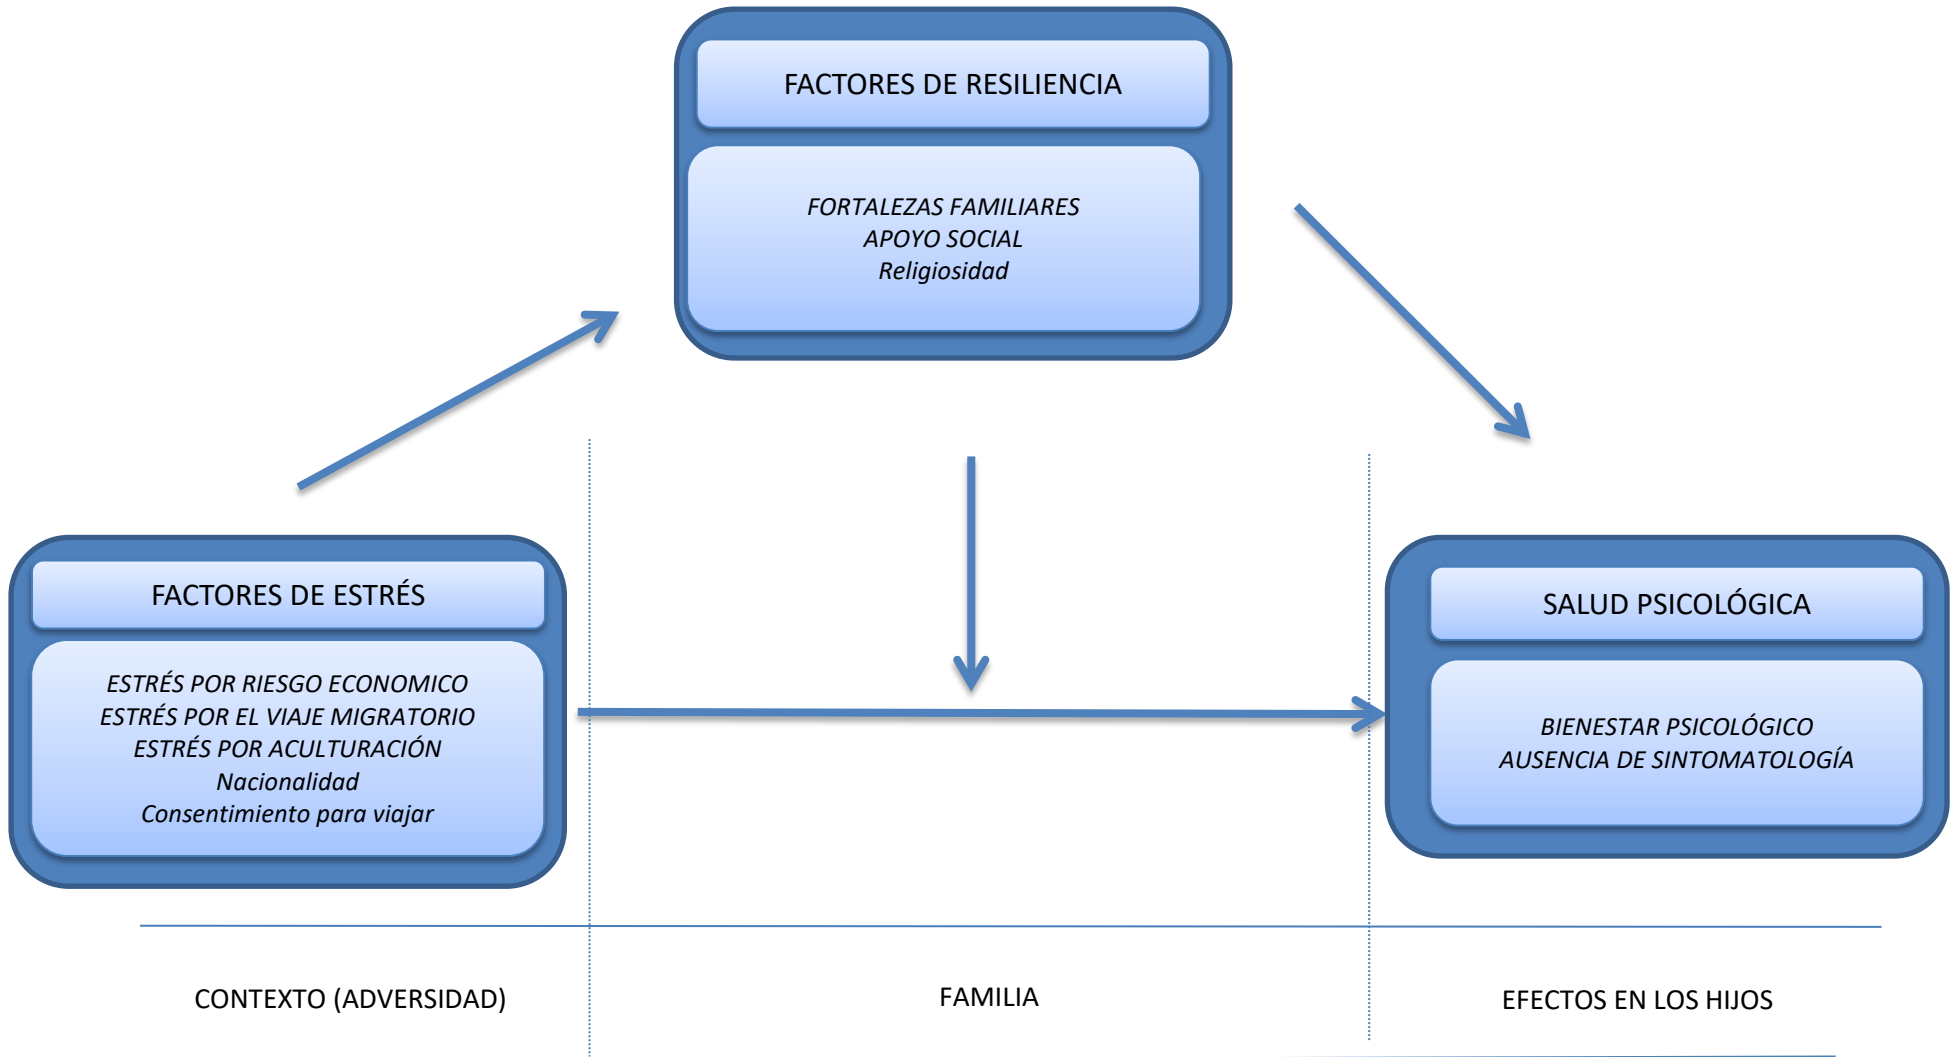 FACTORES DE RESILIENCIA
FORTALEZAS FAMILIARES
APOYO SOCIAL
Religiosidad
FACTORES DE ESTRÉS
ESTRÉS POR RIESGO ECONOMICO
ESTRÉS POR EL VIAJE MIGRATORIO
ESTRÉS POR ACULTURACIÓN
Nacionalidad
Consentimiento para viajar
SALUD PSICOLÓGICA
BIENESTAR PSICOLÓGICO
AUSENCIA DE SINTOMATOLOGÍA
CONTEXTO (ADVERSIDAD)
FAMILIA
EFECTOS EN LOS HIJOS